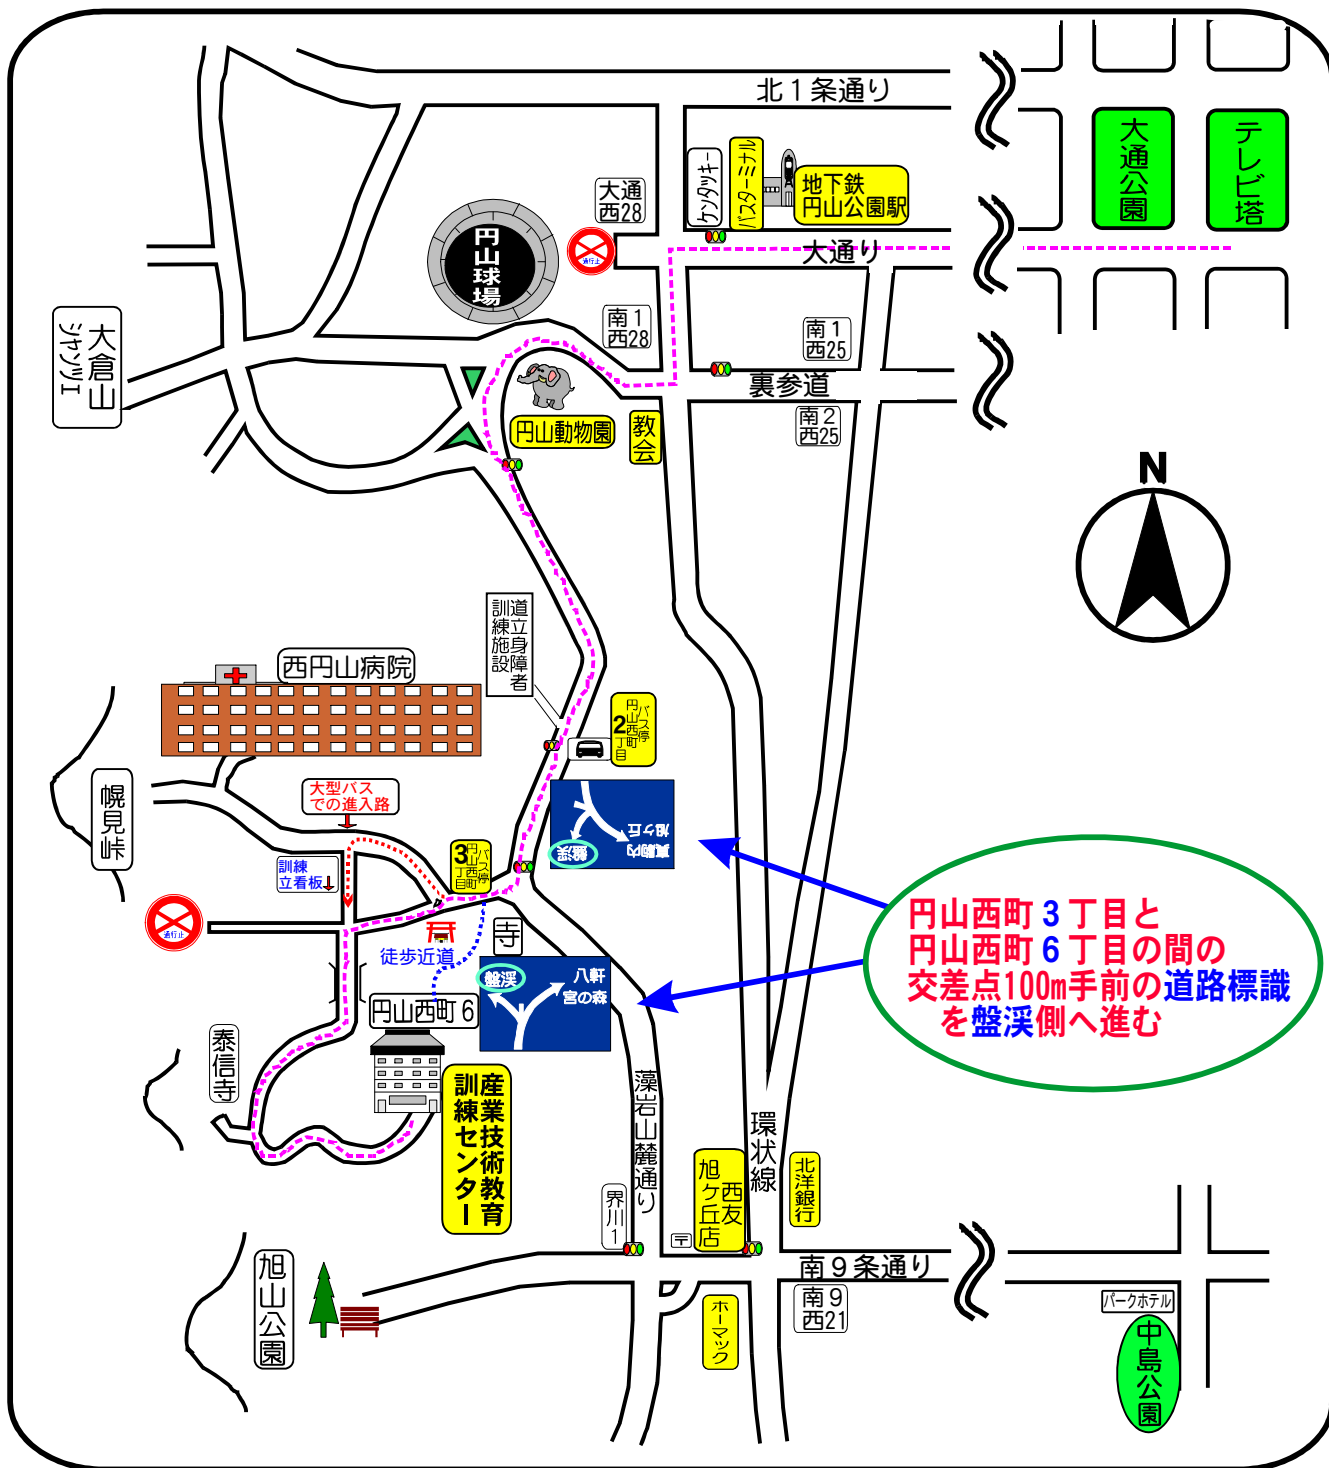 北１条通り
大通公園
テレビ塔
ケンタッキー
バスターミナル
地下鉄
円山公園駅
大通
西28
円山球場
通行止
大通り
大倉山
シャンツェ
南１
西28
南１
西25
裏参道
南２
西25
円山動物園
教会
N
道立身障者
訓練施設
西円山病院
バス停
円山西町
2丁目
幌見峠
大型バス
での進入路
訓練
立看板
バス停
円山西町
3丁目
盤渓
真駒内
旭ケ丘
通行止
徒歩近道
寺
盤渓
八軒
宮の森
円山西町３丁目と
円山西町６丁目の間の
交差点100m手前の道路標識
を盤渓側へ進む
円山西町６
泰信寺
産業技術教育
訓練センター
藻岩山麓通り
環状線
界川１
〒
西友
旭ヶ丘店
北洋銀行
南９条通り
南９
西21
ホーマック
旭山公園
パークホテル
中島公園